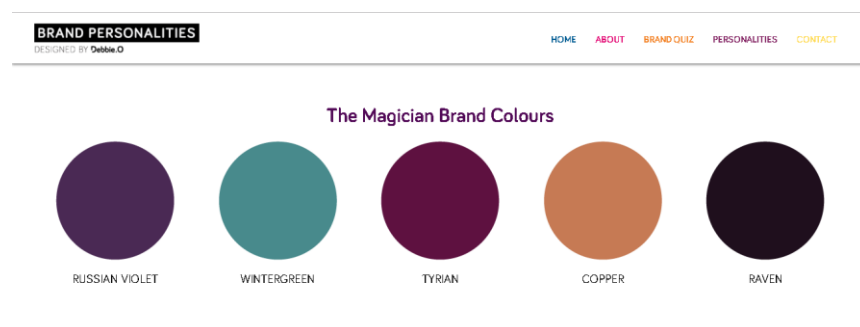 BRAND PERSONALITIES
DESIGNED BY Debbie.O
HOME ABOUT BRAND QUIZ PERSONALITIES CONTACT
The Magician Brand Colours
RUSSIAN VIOLET WINTERGREEN TYRIAN COPPER RAVEN